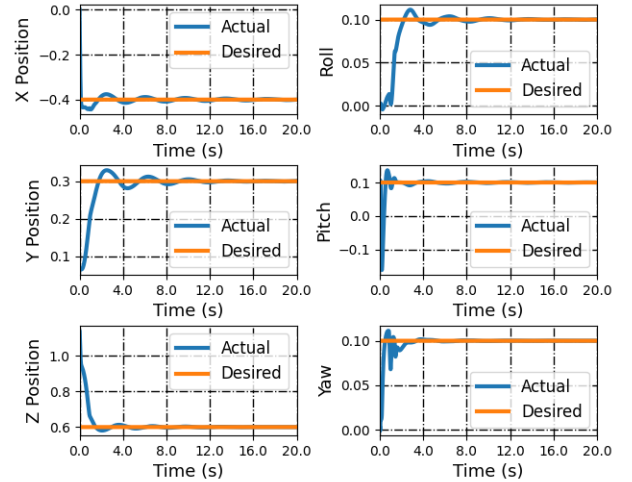 X Position
0.0
−0.2
−0.4
Actual
Desired
0.0 4.0 8.0 12.0 16.0 20.0
Time (s)
Roll
0.10
0.05
0.00
Actual
Desired
0.0 4.0 8.0 12.0 16.0 20.0
Time (s)
Y Position
0.3
0.2
0.1
Actual
Desired
0.0 4.0 8.0 12.0 16.0 20.0
Time (s)
Pitch
0.1
0.0
−0.1
Actual
Desired
0.0 4.0 8.0 12.0 16.0 20.0
Time (s)
Z Position
1.0
0.8
0.6
Actual
Desired
0.0 4.0 8.0 12.0 16.0 20.0
Time (s)
Yaw
0.10
0.05
0.00
Actual
Desired
0.0 4.0 8.0 12.0 16.0 20.0
Time (s)